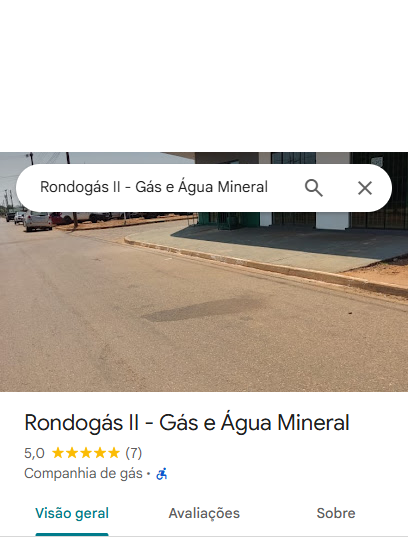 Rondogás II - Gás e Água Mineral
Rondogás II - Gás e Água Mineral
5,0 ★★★★★ (7)
Companhia de gás ·
Visão geral Avaliações Sobre